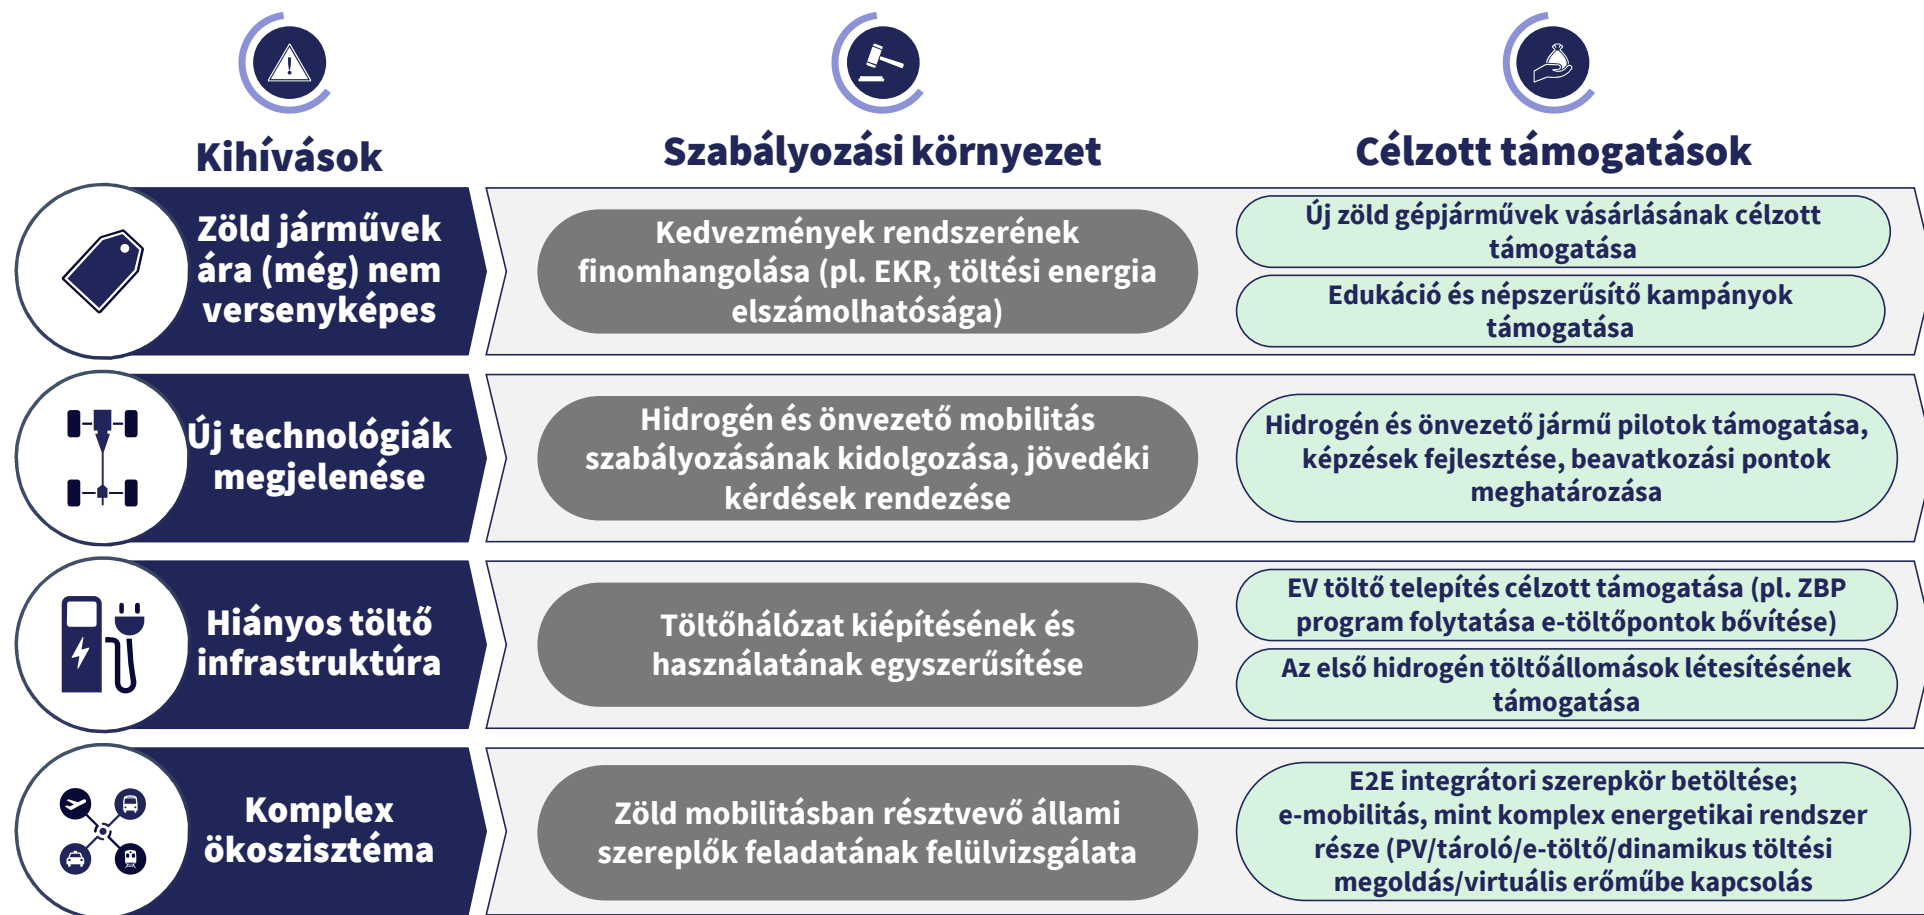 Kihívások
Szabályozási környezet
Célzott támogatások
Zöld járművek
ára (még) nem
versenyképes
Kedvezmények rendszerének
finomhangolása (pl. EKR, töltési energia
elszámolhatósága)
Új zöld gépjárművek vásárlásának célzott
támogatása
Edukáció és népszerűsítő kampányok
támogatása
Új technológiák
megjelenése
Hidrogén és önvezető mobilitás
szabályozásának kidolgozása, jövedéki
kérdések rendezése
Hidrogén és önvezető jármű pilotok támogatása,
képzések fejlesztése, beavatkozási pontok
meghatározása
Hiányos töltő
infrastruktúra
Töltőhálózat kiépítésének és
használatának egyszerűsítése
EV töltő telepítés célzott támogatása (pl. ZBP
program folytatása e-töltőpontok bővítése)
Az első hidrogén töltőállomások létesítésének
támogatása
Komplex
ökoszisztéma
Zöld mobilitásban résztvevő állami
szereplők feladatának felülvizsgálata
E2E integrátori szerepkör betöltése;
e-mobilitás, mint komplex energetikai rendszer
része (PV/tároló/e-töltő/dinamikus töltési
megoldás/virtuális erőműbe kapcsolás